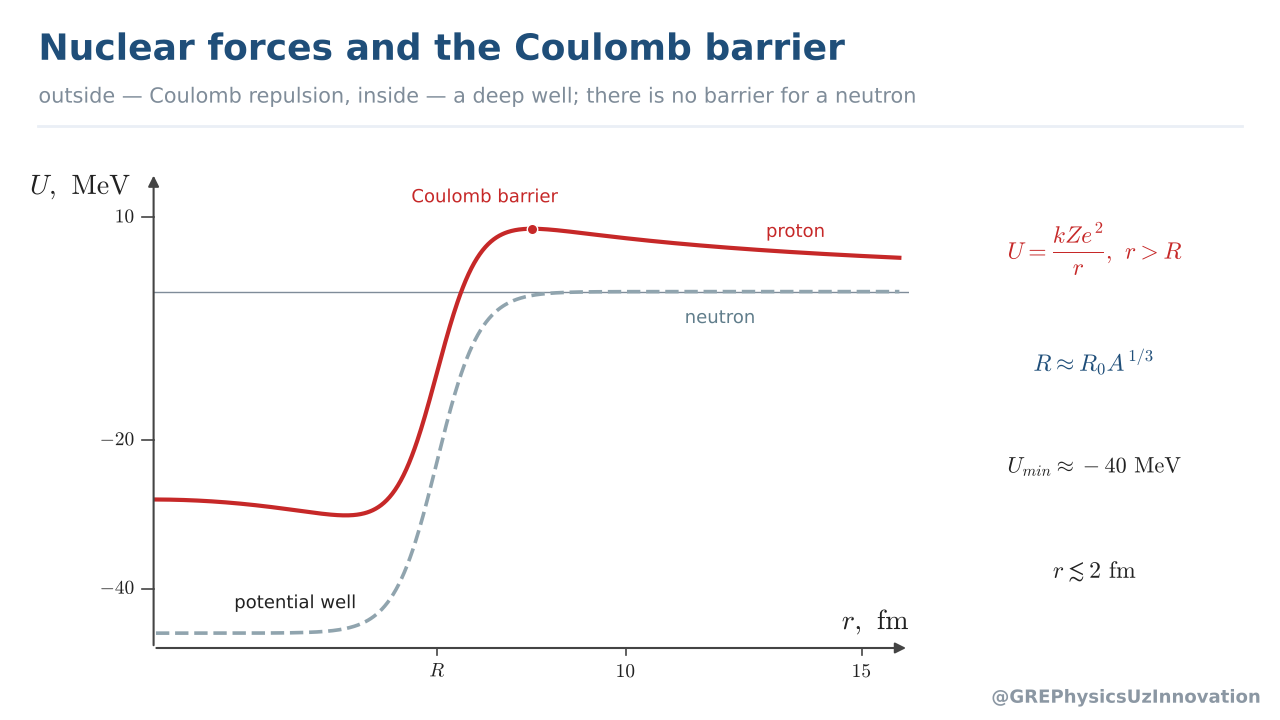 Nuclear forces and the Coulomb barrier
outside — Coulomb repulsion, inside — a deep well; there is no barrier for a neutron
U, MeV
10
Coulomb barrier
proton
neutron
−20
−40
potential well
r, fm
R
10
15
U = kZe²/r, r > R
R ≈ R₀A^{1/3}
U_{min} ≈ −40 MeV
r ≲ 2 fm
@GREPhysicsUzInnovation